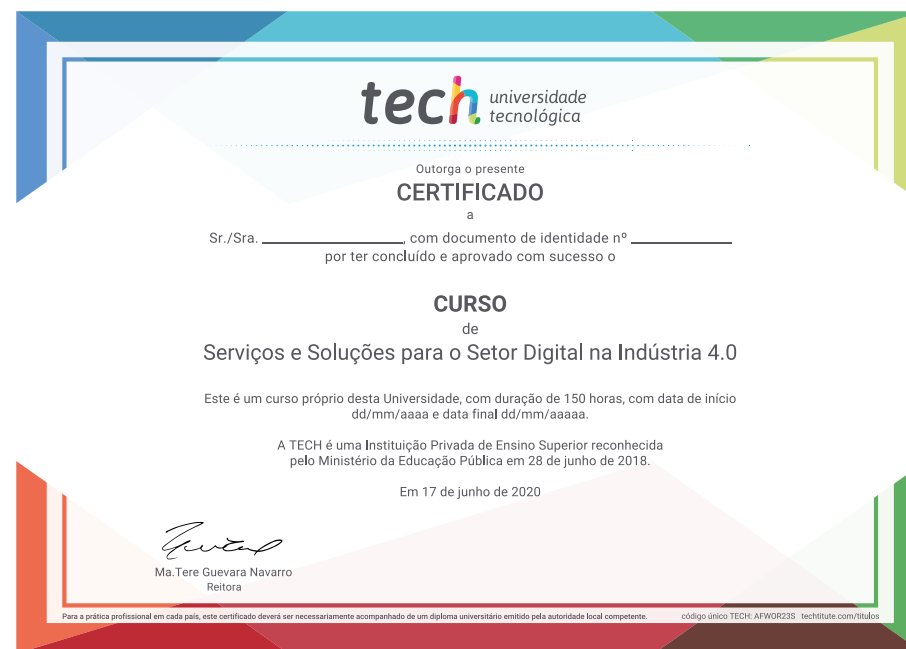 tech universidade
tecnológica
Outorga o presente
CERTIFICADO
a
Sr./Sra. ________________, com documento de identidade nº ____________
por ter concluído e aprovado com sucesso o
CURSO
de
Serviços e Soluções para o Setor Digital na Indústria 4.0
Este é um curso próprio desta Universidade, com duração de 150 horas, com data de início
dd/mm/aaaa e data final dd/mm/aaaaa.
A TECH é uma Instituição Privada de Ensino Superior reconhecida
pelo Ministério da Educação Pública em 28 de junho de 2018.
Em 17 de junho de 2020
Ma.Tere Guevara Navarro
Reitora
Para a prática profissional em cada país, este certificado deverá ser necessariamente acompanhado de um diploma universitário emitido pela autoridade local competente. código único TECH: AFWOR23S techtitute.com/titulos